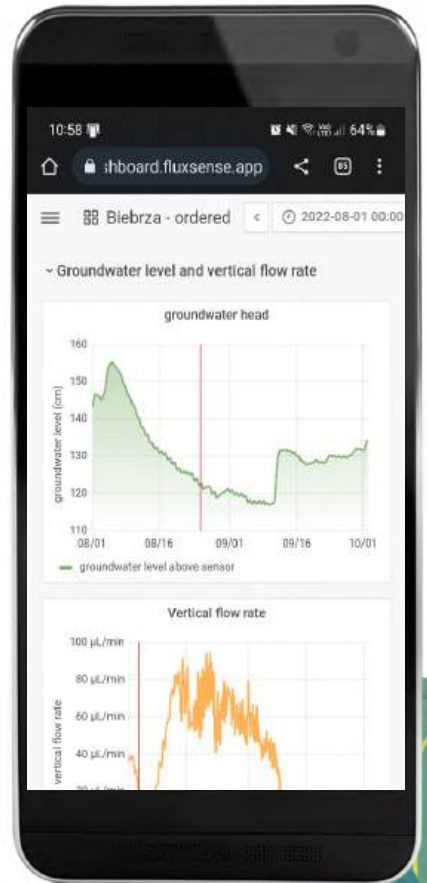 10:58 64%
shboard.fluxsense.app 85
Biebrza - ordered < 2022-08-01 00:00
Groundwater level and vertical flow rate
groundwater head
160
150
140
130
120
110
groundwater level (cm)
08/01 08/16 09/01 09/16 10/01
groundwater level above sensor
Vertical flow rate
100 µL/min
80 µL/min
60 µL/min
40 µL/min
20 µL/min
vertical flow rate